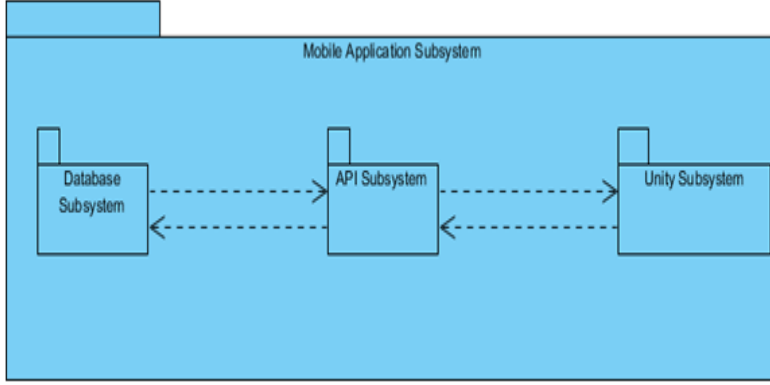 Mobile Application Subsystem
Database
Subsystem
API Subsystem
Unity Subsystem